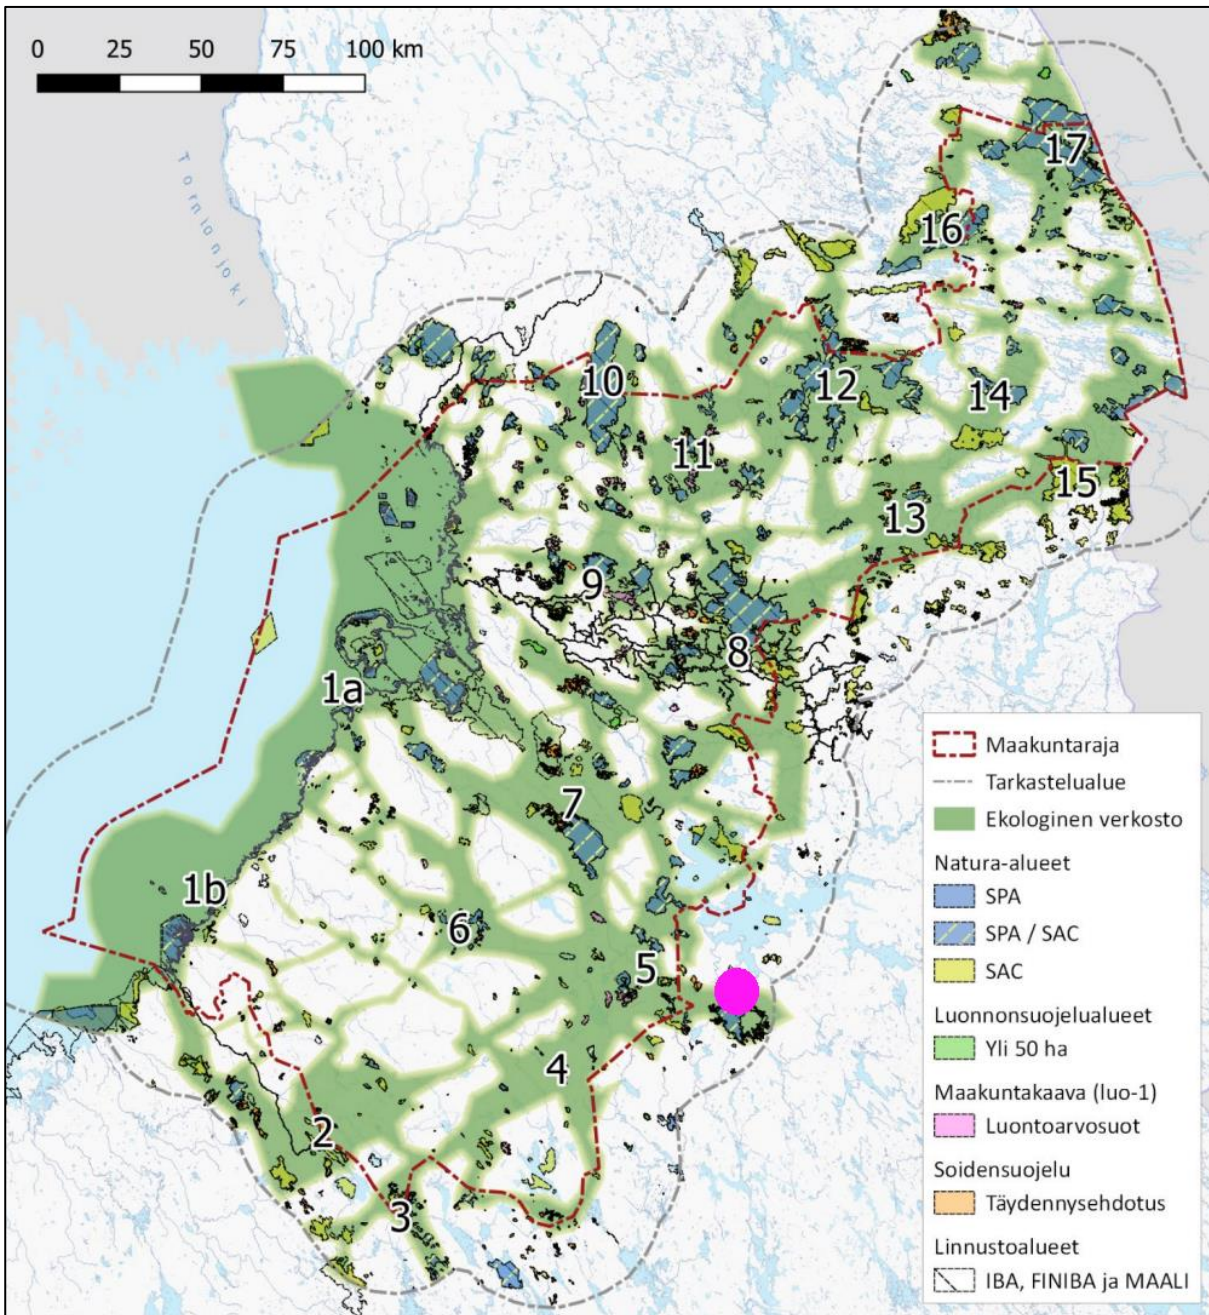 0 25 50 75 100 km
Tornionjoki
17
16
10
12
14
11
15
13
9
8
1a
7
1b
6
5
4
2
3
Maakuntaraja
Tarkastelualue
Ekologinen verkosto
Natura-alueet
SPA
SPA / SAC
SAC
Luonnonsuojelualueet
Yli 50 ha
Maakuntakaava (luo-1)
Luontoarvosuot
Soidensuojelu
Täydennysehdotus
Linnustoalueet
IBA, FINIBA ja MAALI